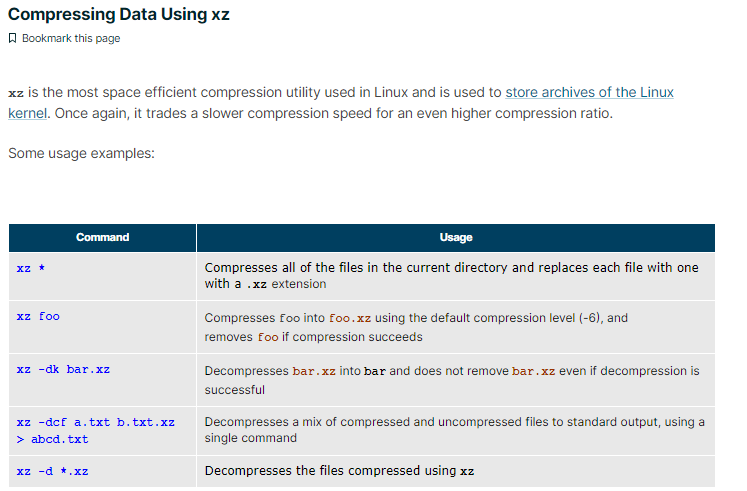 Compressing Data Using xz
Bookmark this page
xz is the most space efficient compression utility used in Linux and is used to store archives of the Linux
kernel. Once again, it trades a slower compression speed for an even higher compression ratio.
Some usage examples:
Command Usage
xz * Compresses all of the files in the current directory and replaces each file with one
with a .xz extension
xz foo Compresses foo into foo.xz using the default compression level (-6), and
removes foo if compression succeeds
xz -dk bar.xz Decompresses bar.xz into bar and does not remove bar.xz even if decompression is
successful
xz -dcf a.txt b.txt.xz Decompresses a mix of compressed and uncompressed files to standard output, using a
> abcd.txt single command
xz -d *.xz Decompresses the files compressed using xz